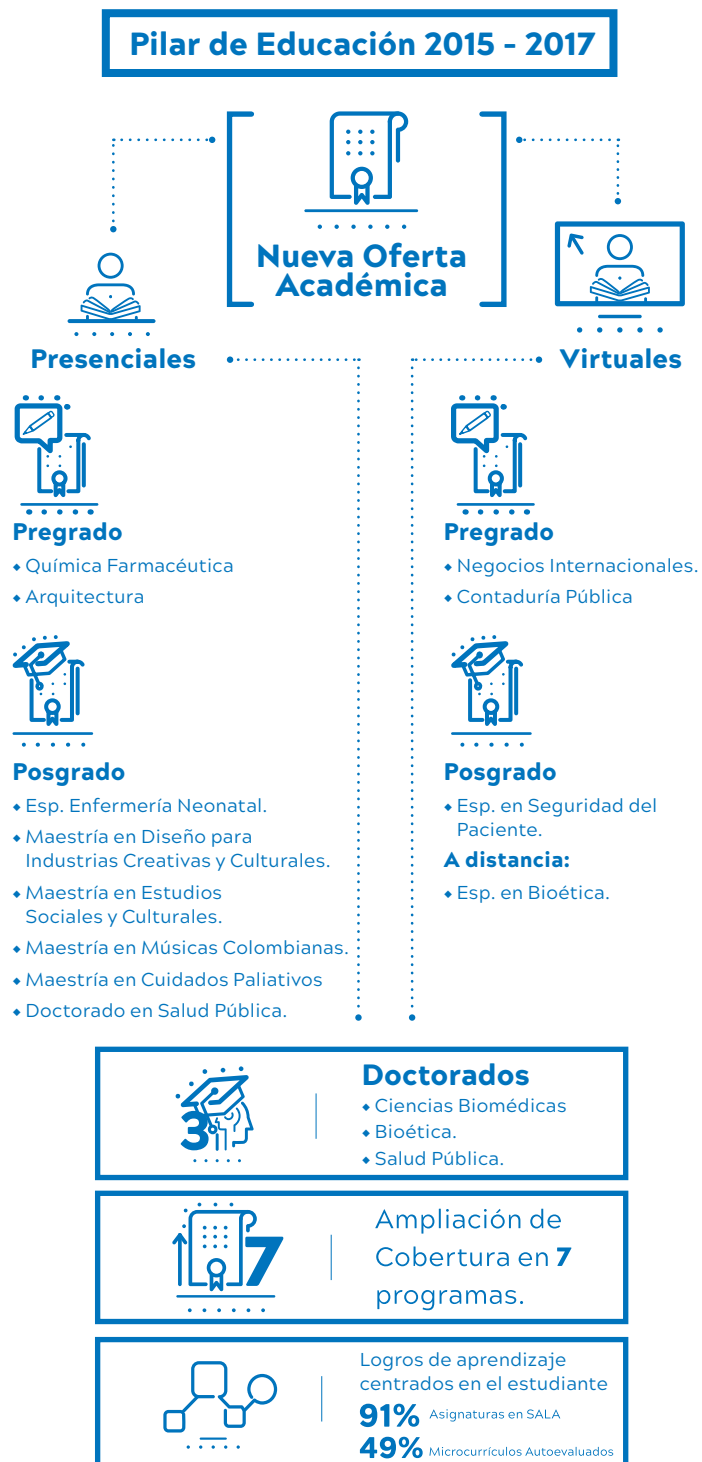 Pilar de Educación 2015 - 2017
Nueva Oferta
Académica
Presenciales
Pregrado
Química Farmacéutica
Arquitectura
Posgrado
Esp. Enfermería Neonatal.
Maestría en Diseño para
Industrias Creativas y Culturales.
Maestría en Estudios
Sociales y Culturales.
Maestría en Músicas Colombianas.
Maestría en Cuidados Paliativos
Doctorado en Salud Pública.
Virtuales
Pregrado
Negocios Internacionales.
Contaduría Pública
Posgrado
Esp. en Seguridad del
Paciente.
A distancia:
Esp. en Bioética.
3
Doctorados
Ciencias Biomédicas
Bioética.
Salud Pública.
7
Ampliación de
Cobertura en 7
programas.
Logros de aprendizaje
centrados en el estudiante
91% Asignaturas en SALA
49% Microcurrículos Autoevaluados